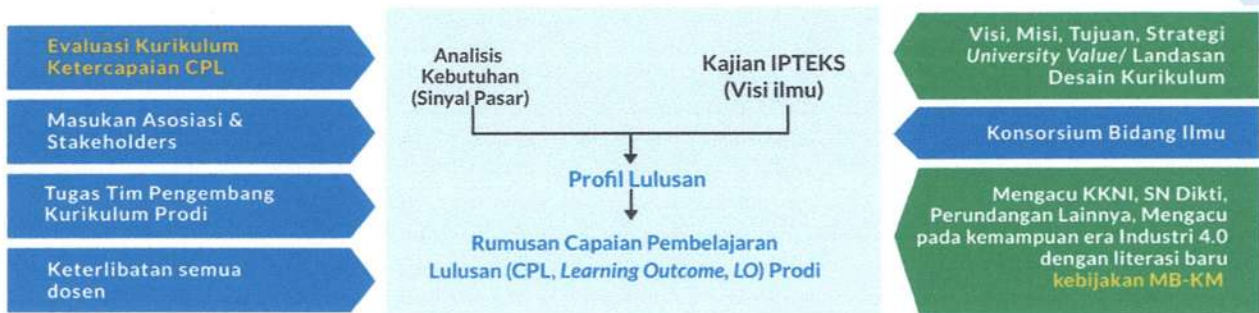 Evaluasi Kurikulum
Ketercapaian CPL
Masukan Asosiasi &
Stakeholders
Tugas Tim Pengembang
Kurikulum Prodi
Keterlibatan semua
dosen
Analisis
Kebutuhan
(Sinyal Pasar)
Kajian IPTEKS
(Visi ilmu)
Profil Lulusan
Rumusan Capaian Pembelajaran
Lulusan (CPL, Learning Outcome, LO) Prodi
Visi, Misi, Tujuan, Strategi
University Value/ Landasan
Desain Kurikulum
Konsorsium Bidang Ilmu
Mengacu KKNI, SN Dikti,
Perundangan Lainnya, Mengacu
pada kemampuan era Industri 4.0
dengan literasi baru
kebijakan MB-KM